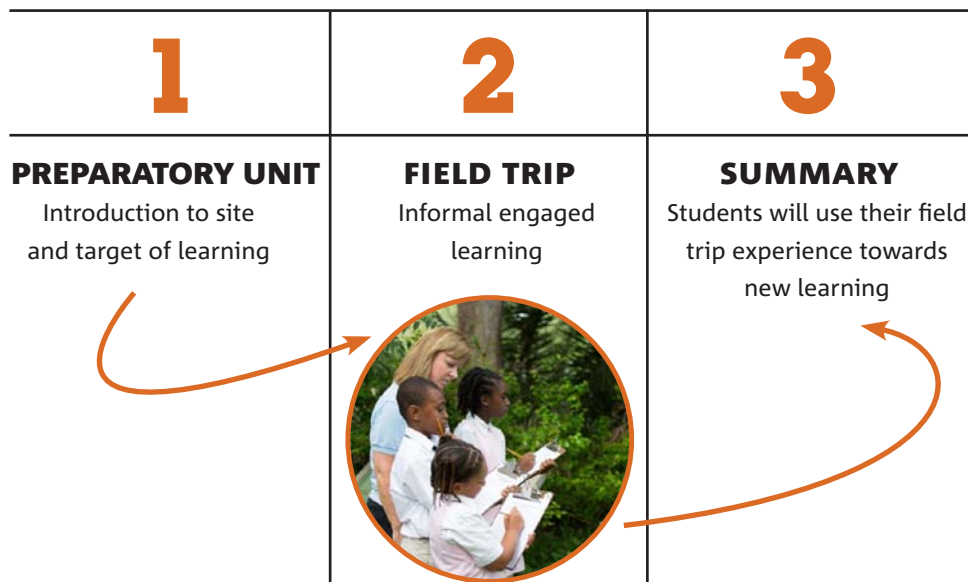 1
PREPARATORY UNIT
Introduction to site
and target of learning
2
FIELD TRIP
Informal engaged
learning
3
SUMMARY
Students will use their field
trip experience towards
new learning